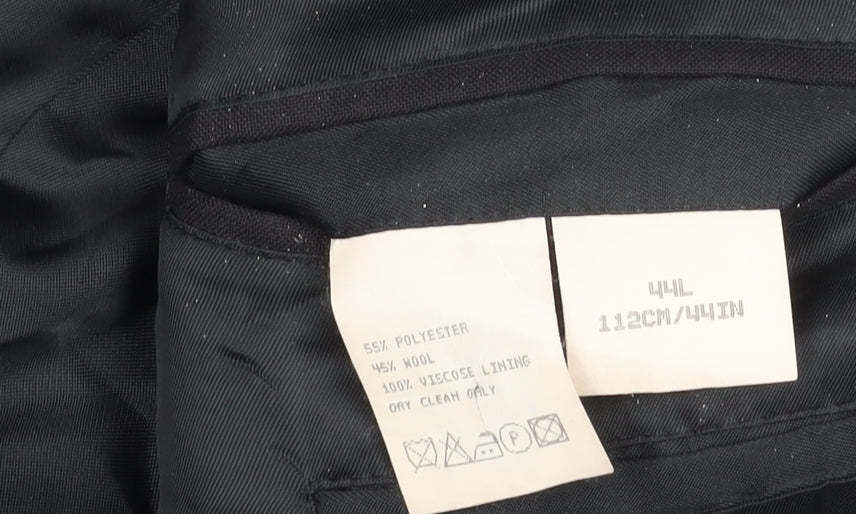 55% POLYESTER
45% WOOL
100% VISCOSE LINING
DRY CLEAN ONLY
P
44L
112CM/44IN